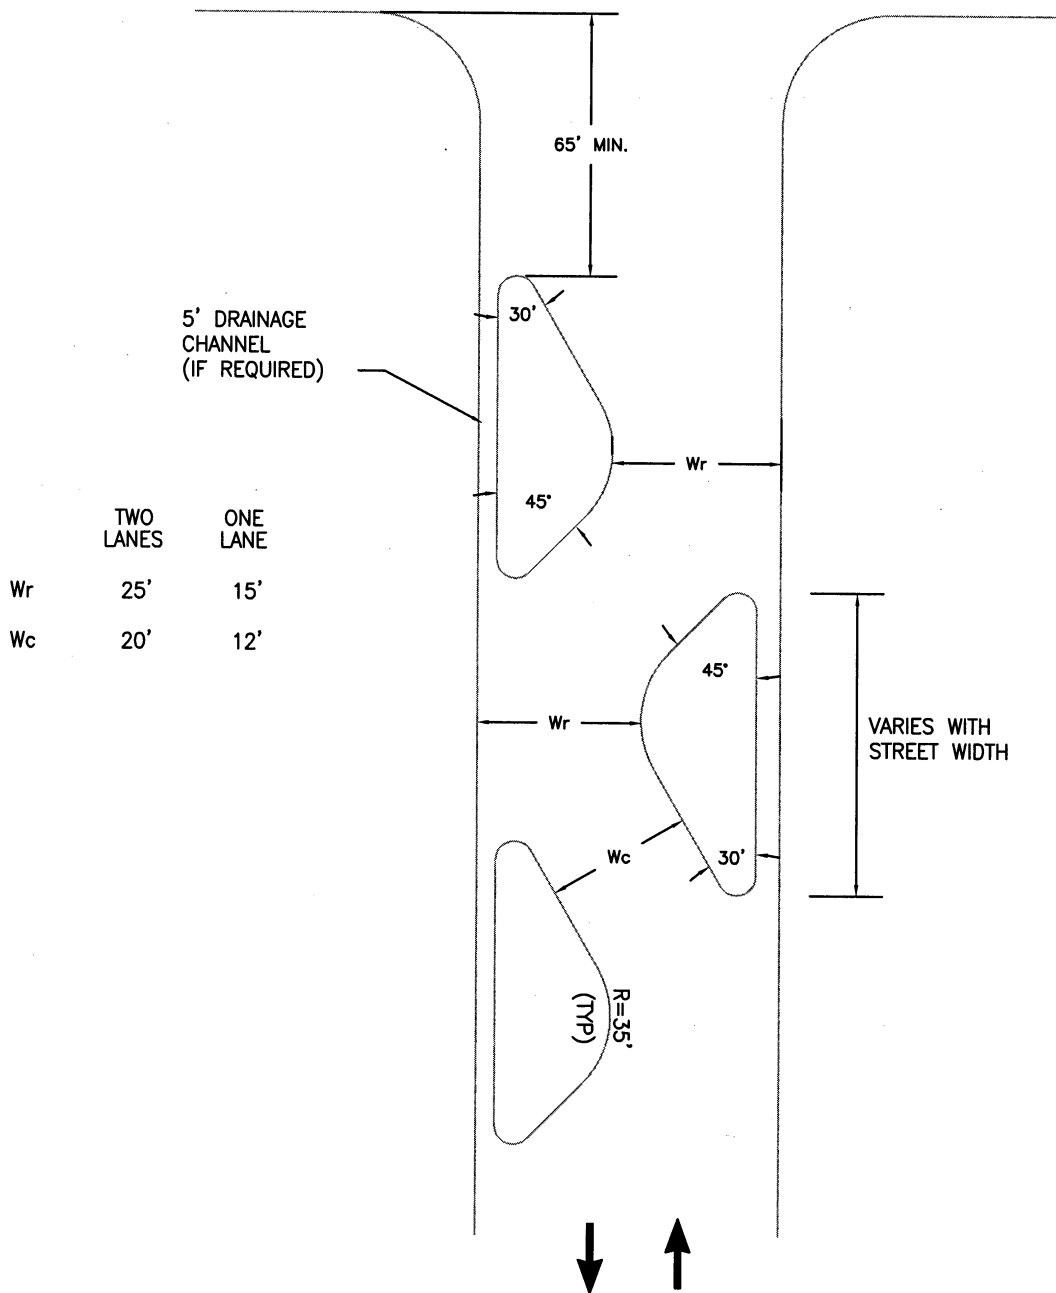 65' MIN.
30'
5' DRAINAGE
CHANNEL
(IF REQUIRED)
Wr
45°
TWO
LANES
ONE
LANE
Wr 25' 15'
Wc 20' 12'
45°
Wr
VARIES WITH
STREET WIDTH
Wc
30'
R=35'
(TYP)